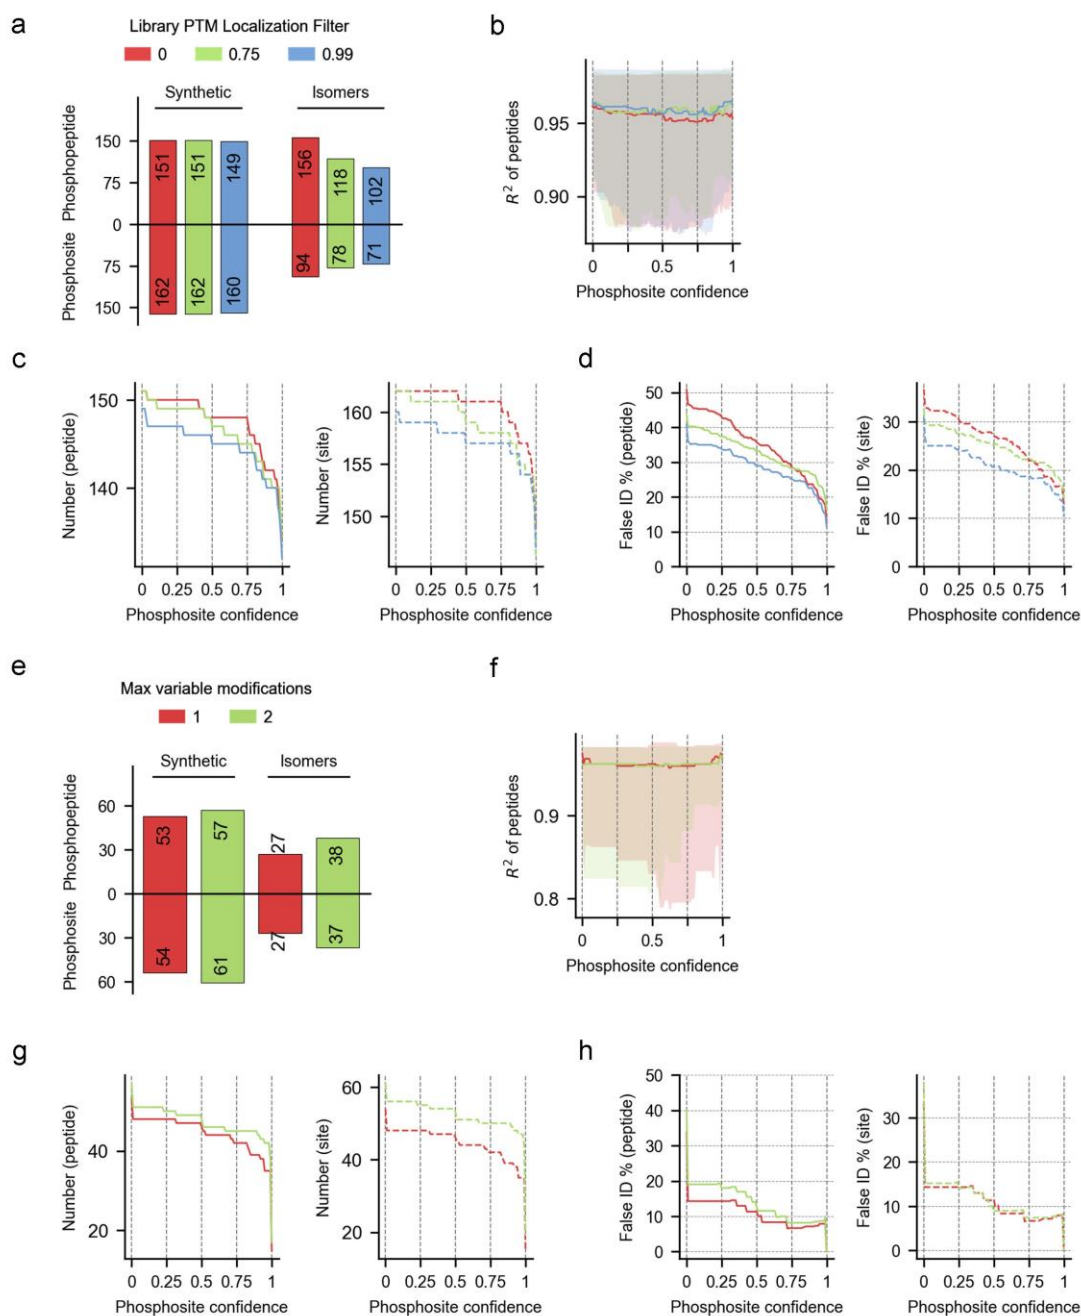 a
Library PTM Localization Filter
0 0.75 0.99
Synthetic Isomers
Phosphosite Phosphopeptide
150
75
0
75
150
151 151 149 156 118 102
162 162 160 94 78 71
b
R² of peptides
0.95
0.90
0 0.5 1
Phosphosite confidence
c
Number (peptide)
150
140
0 0.25 0.5 0.75 1
Phosphosite confidence
Number (site)
160
155
150
0 0.25 0.5 0.75 1
Phosphosite confidence
d
False ID % (peptide)
50
40
30
20
10
0
0 0.25 0.5 0.75 1
Phosphosite confidence
False ID % (site)
30
20
10
0
0 0.25 0.5 0.75 1
Phosphosite confidence
e
Max variable modifications
1 2
Synthetic Isomers
Phosphosite Phosphopeptide
60
30
0
30
60
53 57 27 38
54 61 27 37
f
R² of peptides
0.9
0.8
0 0.5 1
Phosphosite confidence
g
Number (peptide)
40
20
0 0.25 0.5 0.75 1
Phosphosite confidence
Number (site)
60
40
20
0 0.25 0.5 0.75 1
Phosphosite confidence
h
False ID % (peptide)
50
40
30
20
10
0
0 0.25 0.5 0.75 1
Phosphosite confidence
False ID % (site)
30
20
10
0
0 0.25 0.5 0.75 1
Phosphosite confidence